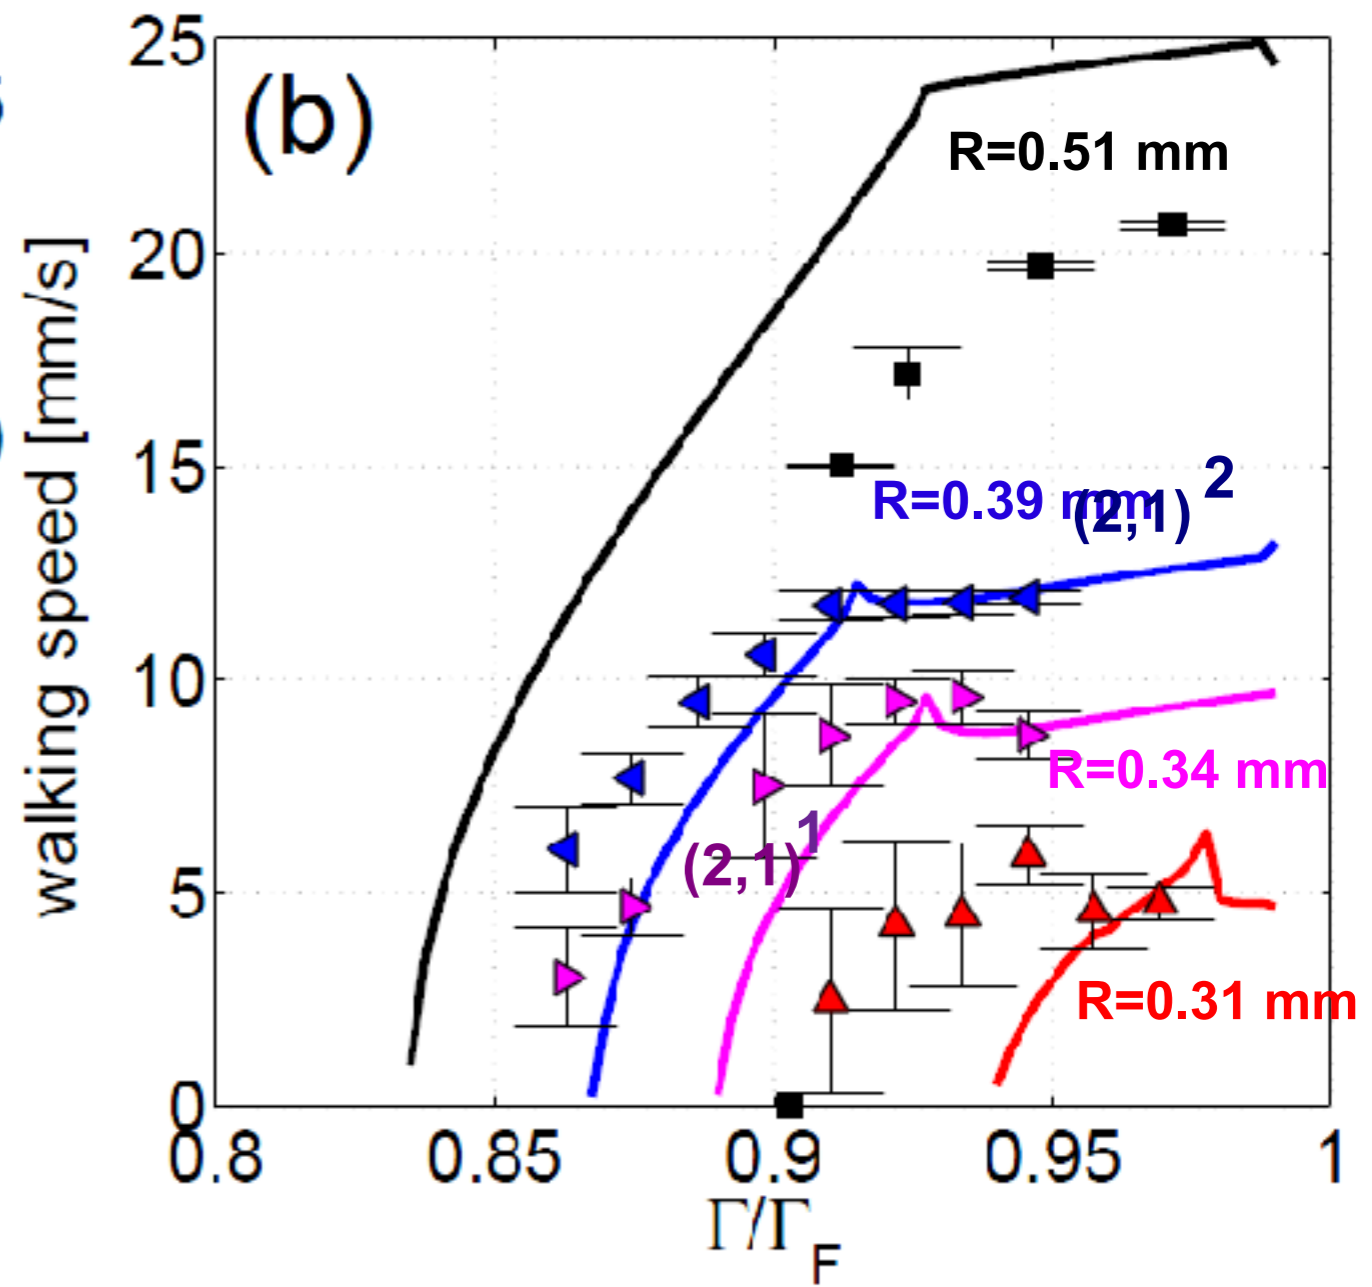 25
(b)
R=0.51 mm
20
walking speed [mm/s]
15
R=0.39 mm
(2,1)²
10
R=0.34 mm
(2,1)¹
5
R=0.31 mm
0
0.8 0.85 0.9 0.95 1
Γ/Γ_F